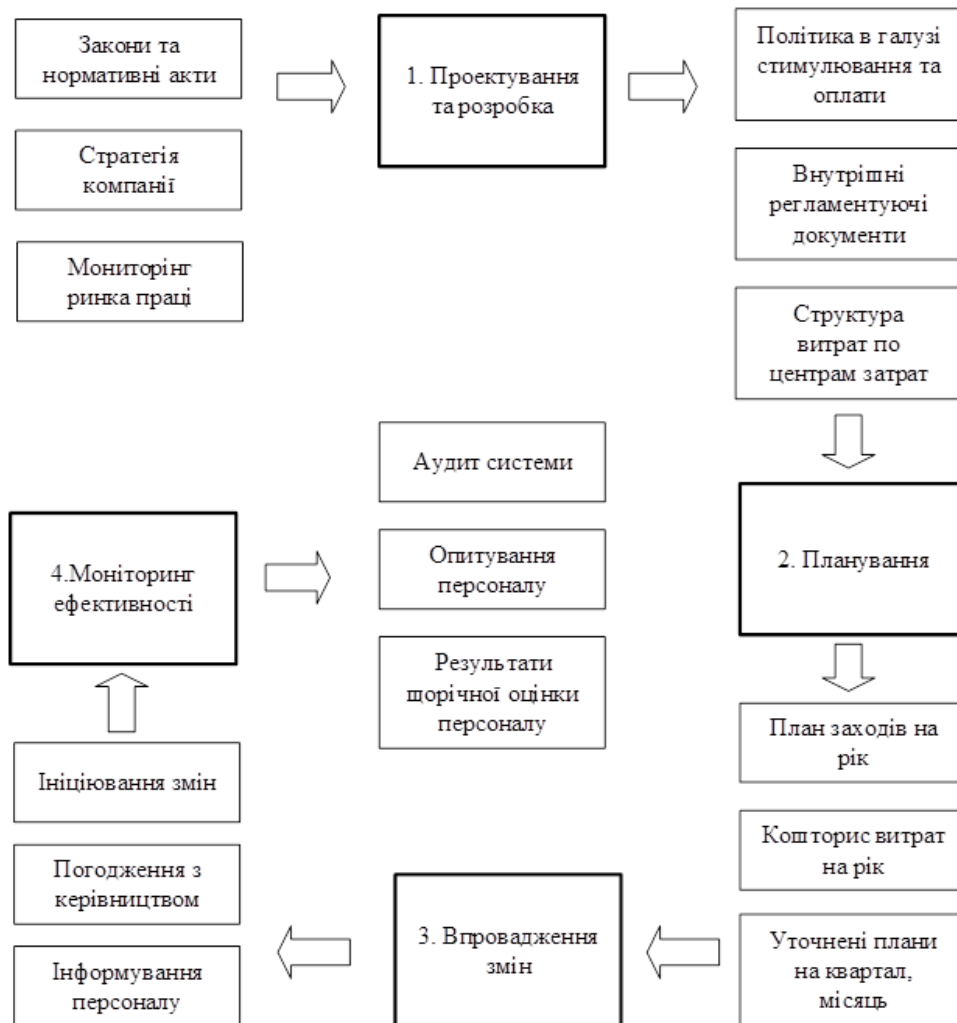 Закони та
нормативні акти
1. Проектування
та розробка
Політика в галузі
стимулювання та
оплати
Стратегія
компанії
Внутрішні
регламентуючі
документи
Мониторінг
ринка праці
Структура
витрат по
центрам затрат
Аудит системи
4.Моніторинг
ефективності
Опитування
персоналу
2. Планування
Результати
щорічної оцінки
персоналу
План заходів на
рік
Ініціювання змін
Кошторис витрат
на рік
Погодження з
керівництвом
3. Впровадження
змін
Уточнені плани
на квартал,
місяць
Інформування
персоналу